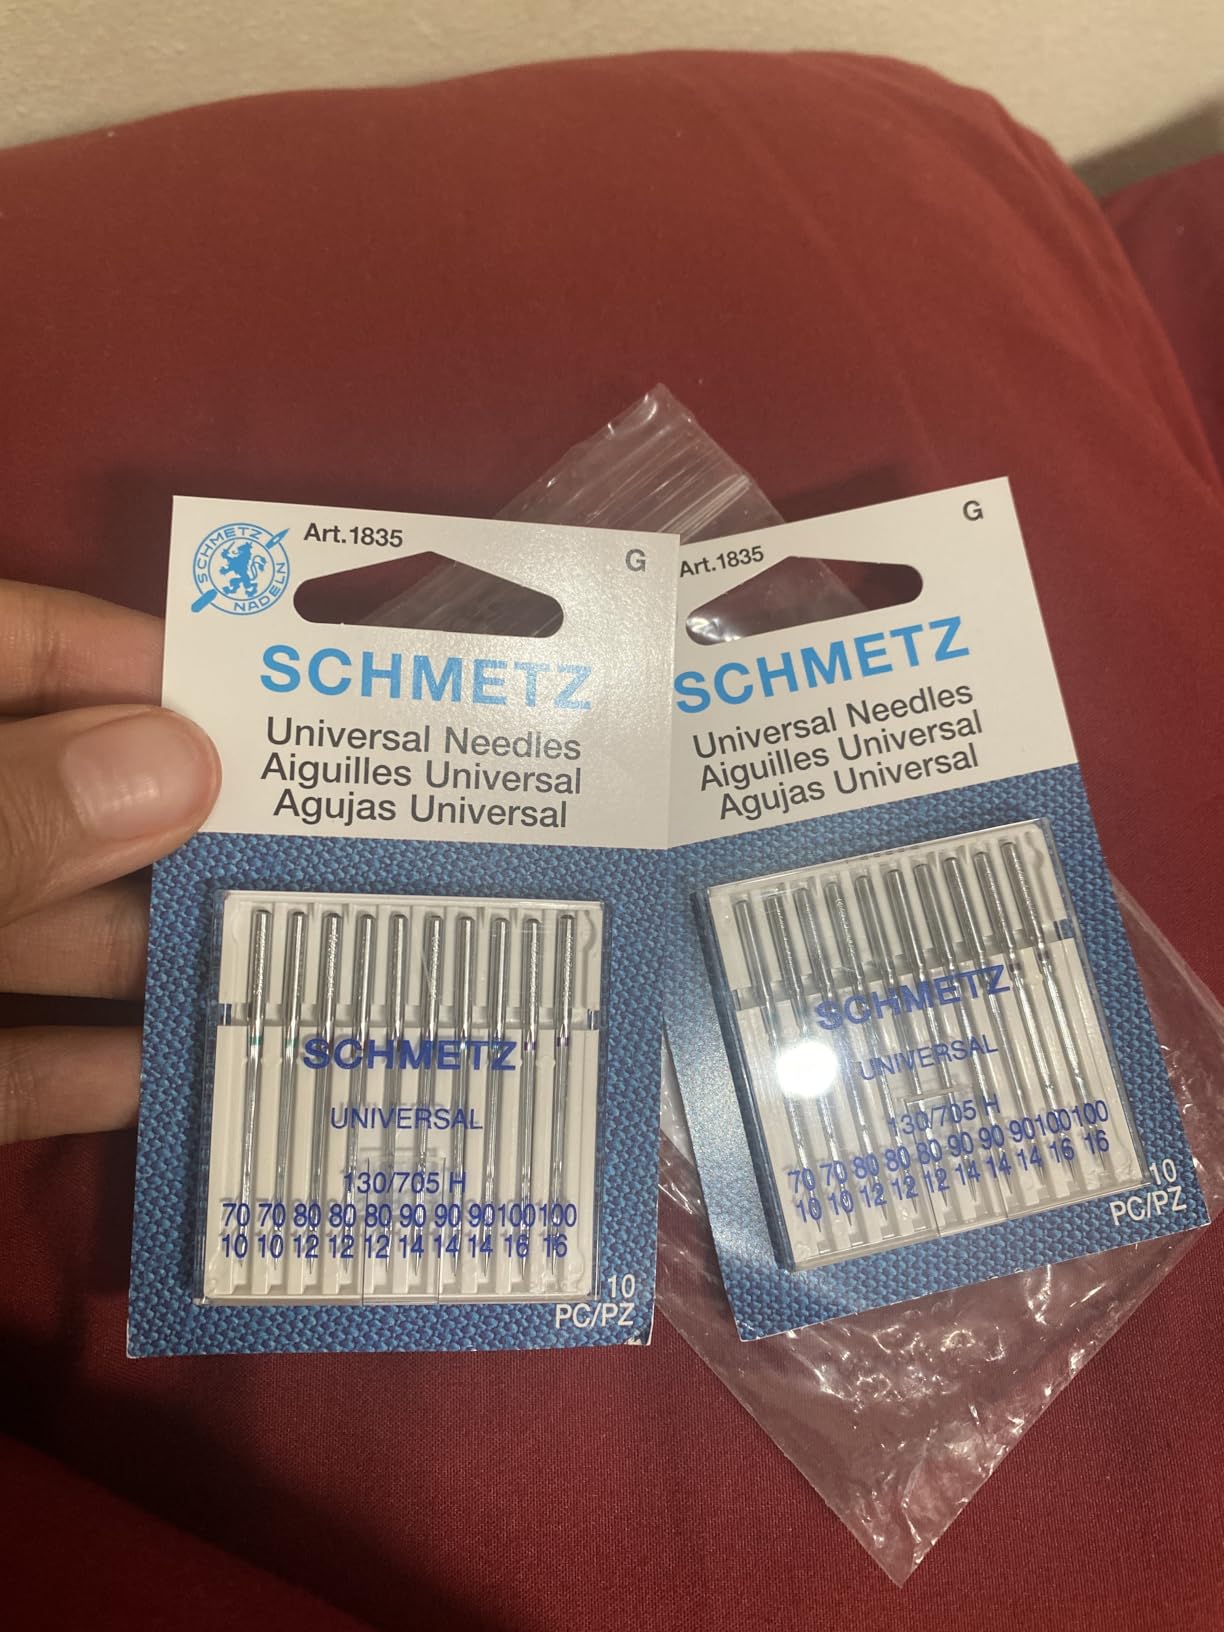 SCHMETZ
NADELN
Art.1835
G
SCHMETZ
Universal Needles
Aiguilles Universal
Agujas Universal
SCHMETZ
UNIVERSAL
130/705 H
70 70 80 80 80 90 90 90 100 100
10 10 12 12 12 14 14 14 16 16
10
PC/PZ
Art.1835
G
SCHMETZ
Universal Needles
Aiguilles Universal
Agujas Universal
SCHMETZ
UNIVERSAL
130/705 H
70 70 80 80 80 90 90 90 100 100
10 10 12 12 12 14 14 14 16 16
10
PC/PZ